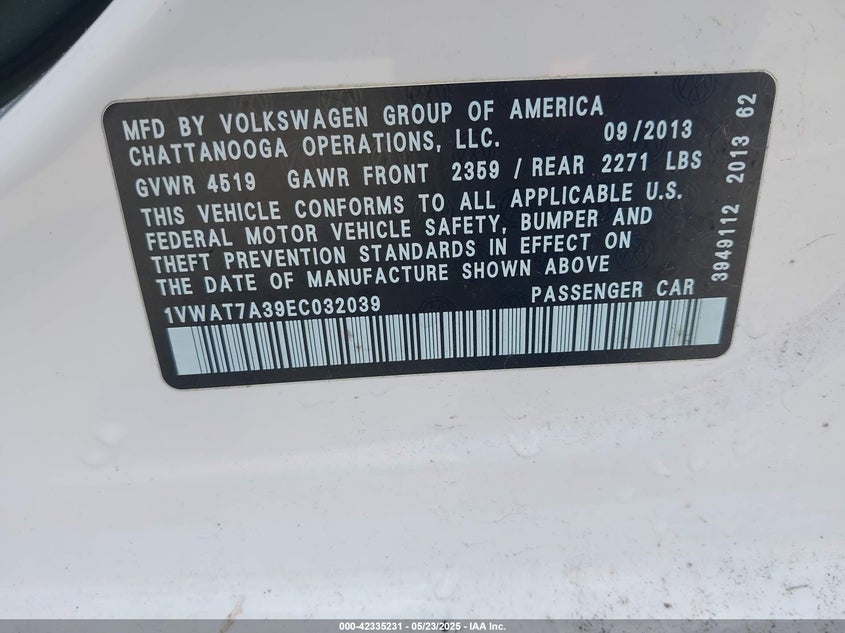 MFD BY VOLKSWAGEN GROUP OF AMERICA
CHATTANOOGA OPERATIONS, LLC. 09/2013
GVWR 4519 GAWR FRONT 2359 / REAR 2271 LBS
THIS VEHICLE CONFORMS TO ALL APPLICABLE U.S.
FEDERAL MOTOR VEHICLE SAFETY, BUMPER AND
THEFT PREVENTION STANDARDS IN EFFECT ON
THE DATE OF MANUFACTURE SHOWN ABOVE
1VWAT7A39EC032039 PASSENGER CAR
3949112 2013 62
000-42335231 - 05/23/2025 - IAA Inc.